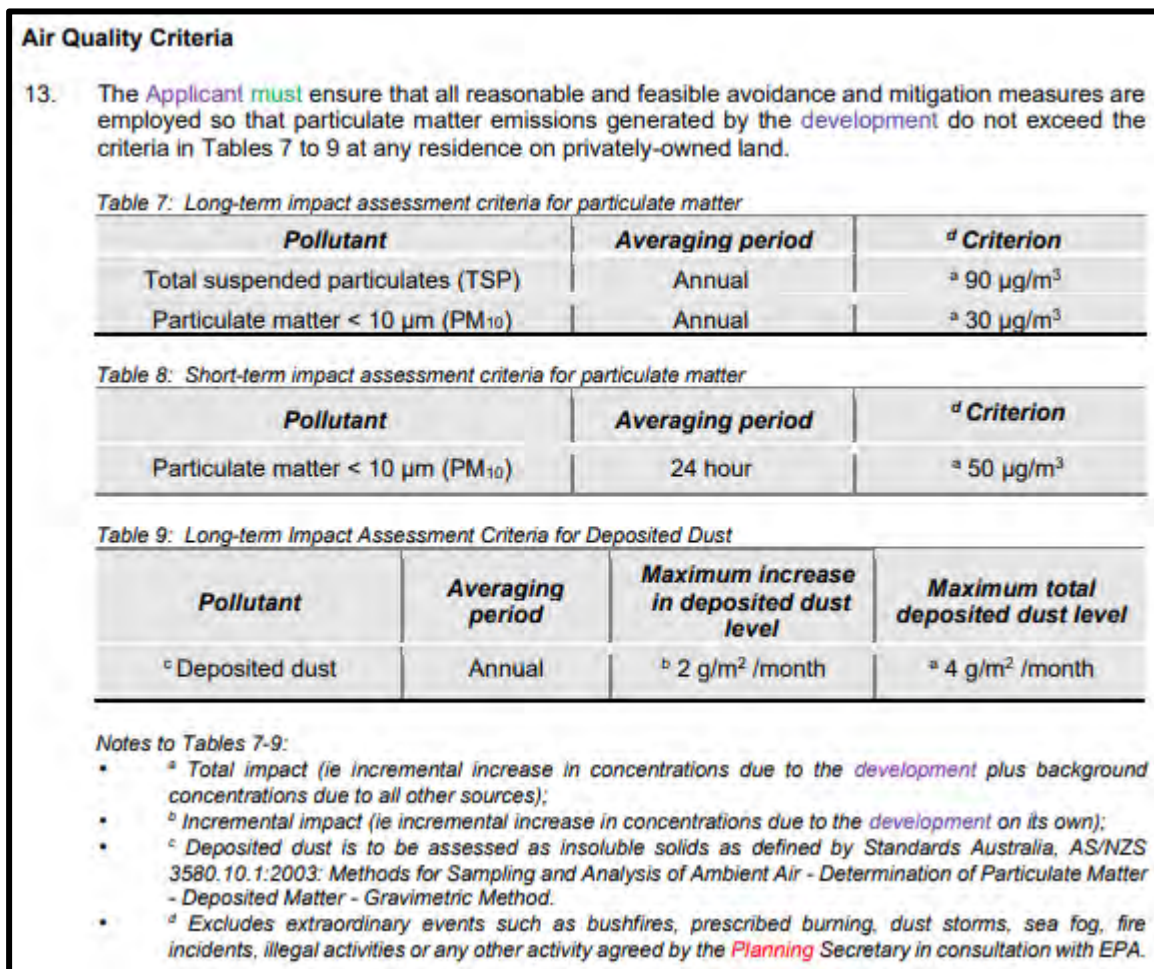 Air Quality Criteria
13. The Applicant must ensure that all reasonable and feasible avoidance and mitigation measures are
employed so that particulate matter emissions generated by the development do not exceed the
criteria in Tables 7 to 9 at any residence on privately-owned land.
Table 7: Long-term impact assessment criteria for particulate matter
Pollutant Averaging period d Criterion
Total suspended particulates (TSP) Annual a 90 µg/m³
Particulate matter < 10 µm (PM₁₀) Annual a 30 µg/m³
Table 8: Short-term impact assessment criteria for particulate matter
Pollutant Averaging period d Criterion
Particulate matter < 10 µm (PM₁₀) 24 hour a 50 µg/m³
Table 9: Long-term Impact Assessment Criteria for Deposited Dust
Pollutant Averaging period Maximum increase in deposited dust level Maximum total deposited dust level
c Deposited dust Annual b 2 g/m² /month a 4 g/m² /month
Notes to Tables 7-9:
• a Total impact (ie incremental increase in concentrations due to the development plus background
concentrations due to all other sources);
• b Incremental impact (ie incremental increase in concentrations due to the development on its own);
• c Deposited dust is to be assessed as insoluble solids as defined by Standards Australia, AS/NZS
3580.10.1:2003: Methods for Sampling and Analysis of Ambient Air - Determination of Particulate Matter
- Deposited Matter - Gravimetric Method.
• d Excludes extraordinary events such as bushfires, prescribed burning, dust storms, sea fog, fire
incidents, illegal activities or any other activity agreed by the Planning Secretary in consultation with EPA.